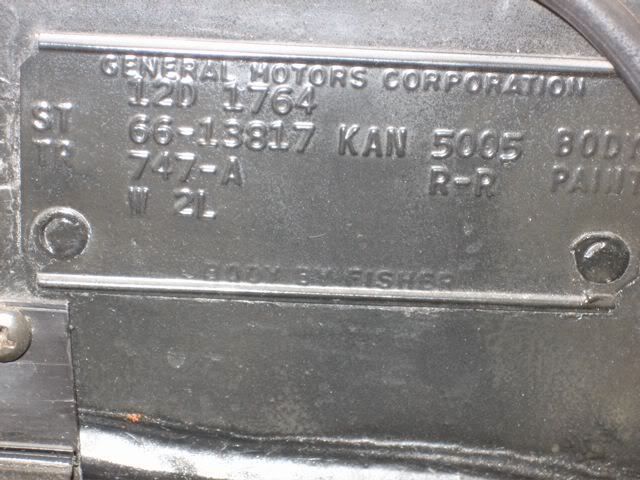 GENERAL MOTORS CORPORATION
12D 1764
ST 66-13817 KAN 5005 BODY
TR 747-A R-R PAINT
W 2L
BODY BY FISHER